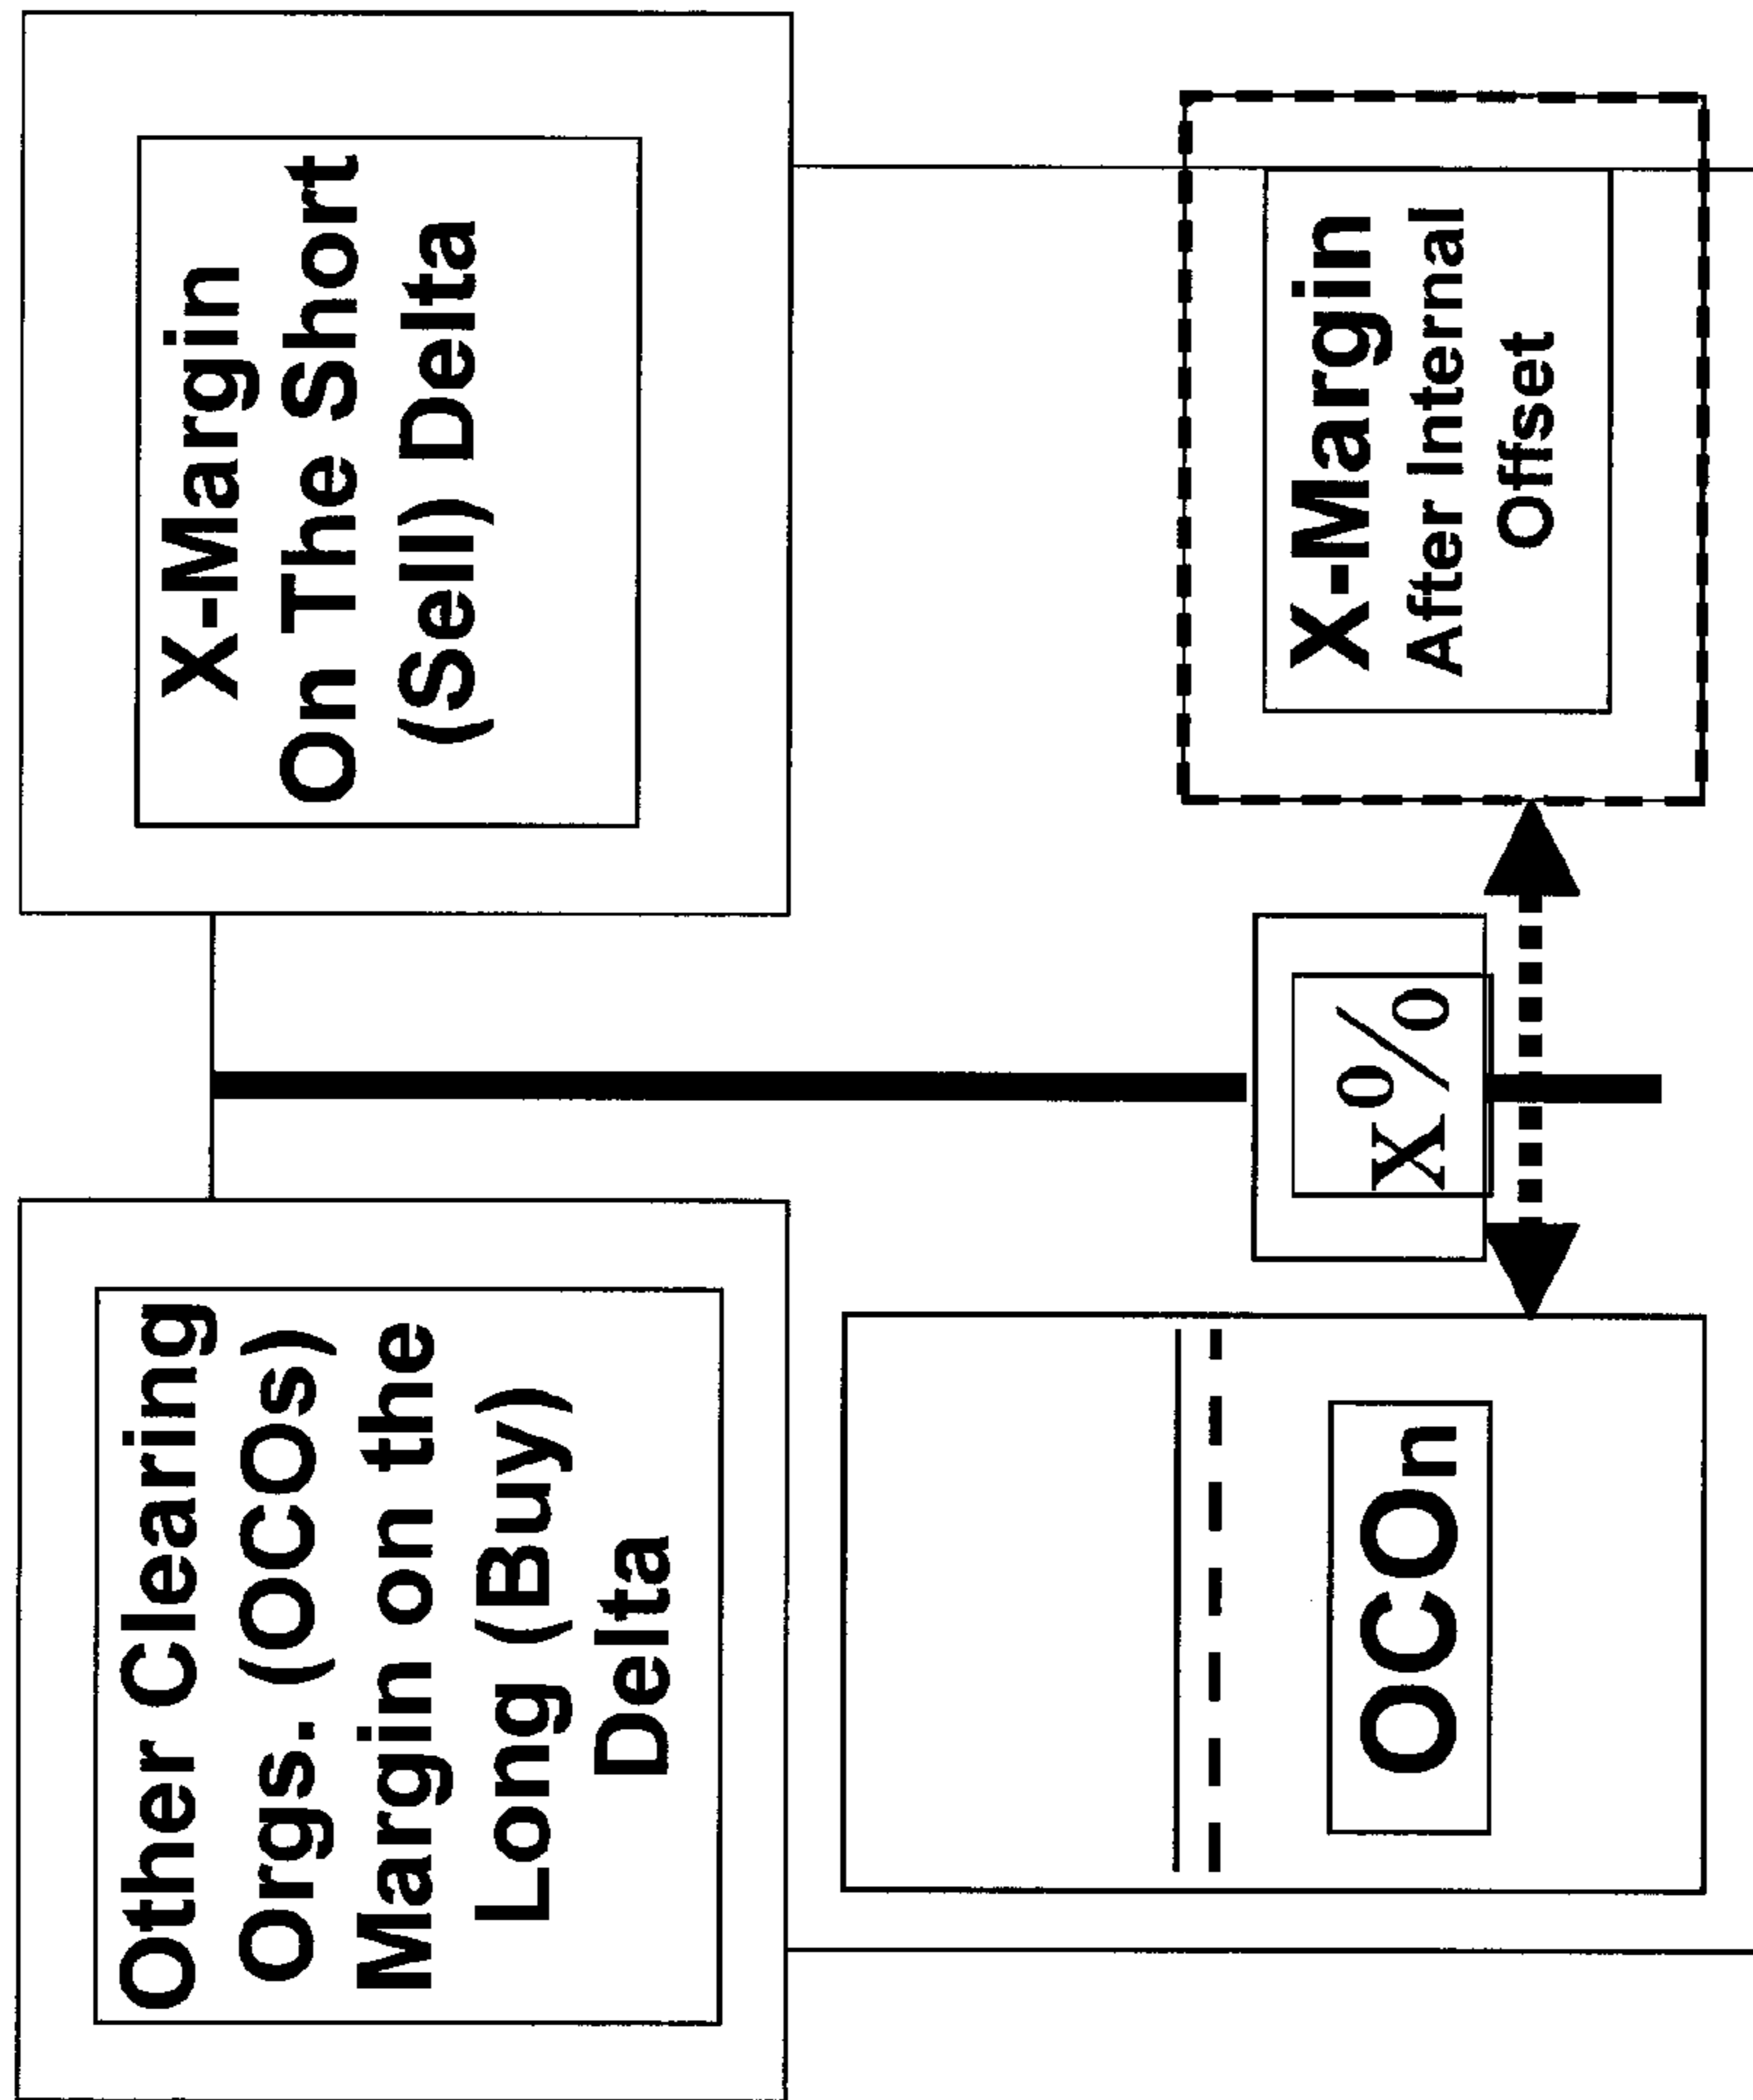 Other Clearing
Orgs. (OCOs)
Margin on the
Long (Buy)
Delta
X-Margin
On The Short
(Sell) Delta
OCOn
x%
X-Margin
After Internal
Offset